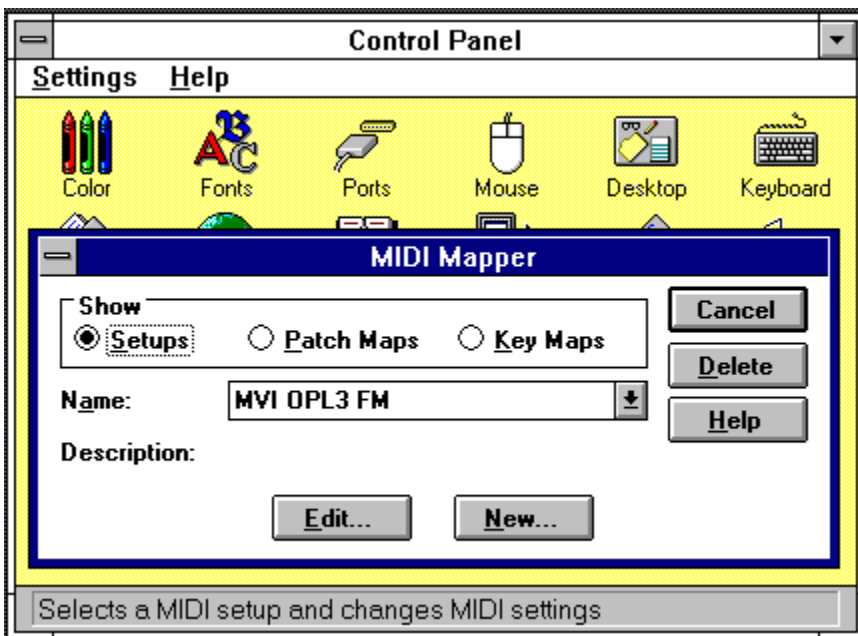 Control Panel
Settings Help
Color Fonts Ports Mouse Desktop Keyboard
MIDI Mapper
Show
Setups Patch Maps Key Maps
Cancel
Delete
Name: MVI OPL3 FM
Help
Description:
Edit... New...
Selects a MIDI setup and changes MIDI settings